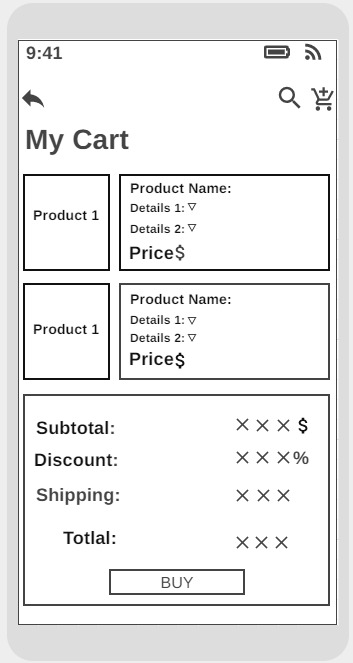 9:41
My Cart
Product 1
Product Name:
Details 1: ▽
Details 2: ▽
Price$
Product 1
Product Name:
Details 1: ▽
Details 2: ▽
Price$
Subtotal: × × × $
Discount: × × × %
Shipping: × × ×
Totlal: × × ×
BUY